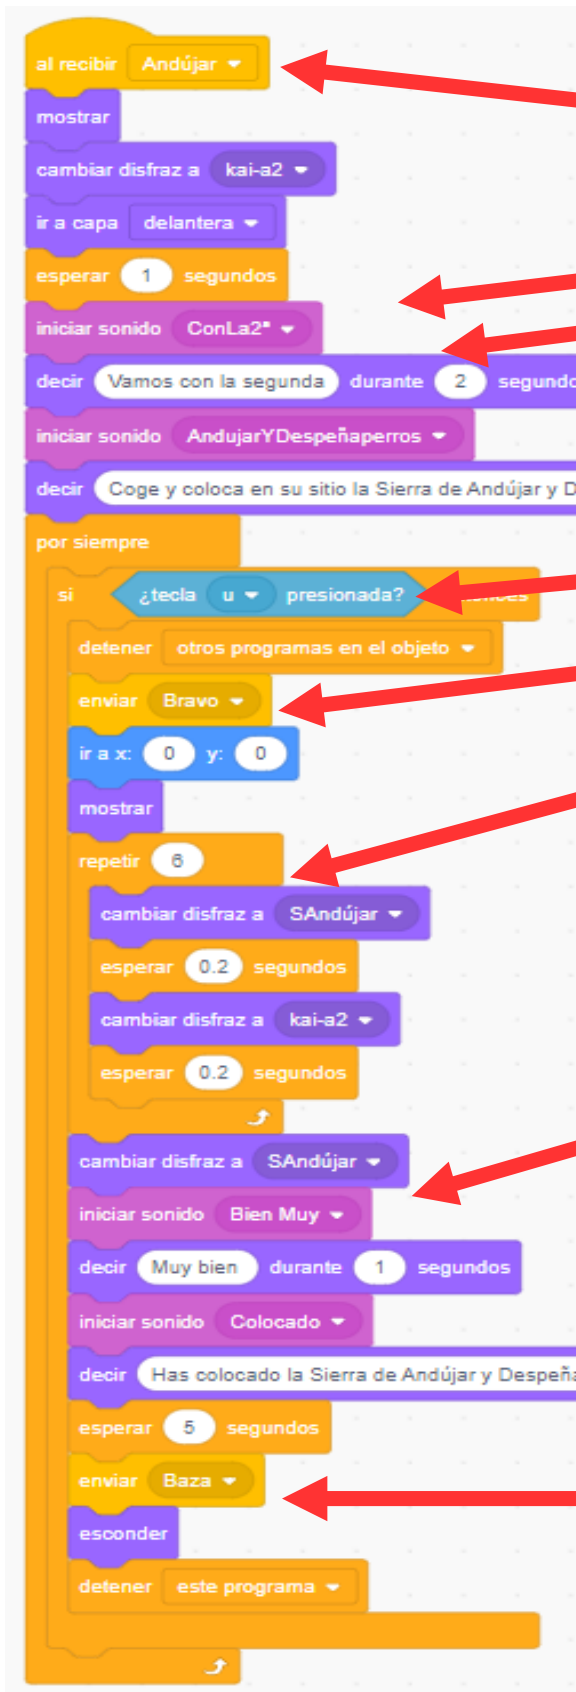 al recibir Andújar
mostrar
cambiar disfraz a kai-a2
ir a capa delantera
esperar 1 segundos
iniciar sonido ConLa2ª
decir Vamos con la segunda durante 2 segundo
iniciar sonido AndujarYDespeñaperros
decir Coge y coloca en su sitio la Sierra de Andújar y D
por siempre
si ¿tecla u presionada?
detener otros programas en el objeto
enviar Bravo
ir a x: 0 y: 0
mostrar
repetir 6
cambiar disfraz a SAndújar
esperar 0.2 segundos
cambiar disfraz a kai-a2
esperar 0.2 segundos
cambiar disfraz a SAndújar
iniciar sonido Bien Muy
decir Muy bien durante 1 segundos
iniciar sonido Colocado
decir Has colocado la Sierra de Andújar y Despeña
esperar 5 segundos
enviar Baza
esconder
detener este programa